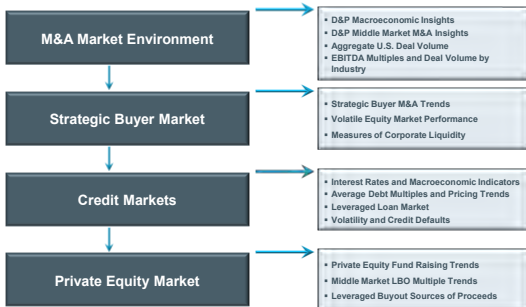 M&A Market Environment
▪ D&P Macroeconomic Insights
▪ D&P Middle Market M&A Insights
▪ Aggregate U.S. Deal Volume
▪ EBITDA Multiples and Deal Volume by
Industry
Strategic Buyer Market
▪ Strategic Buyer M&A Trends
▪ Volatile Equity Market Performance
▪ Measures of Corporate Liquidity
Credit Markets
▪ Interest Rates and Macroeconomic Indicators
▪ Average Debt Multiples and Pricing Trends
▪ Leveraged Loan Market
▪ Volatility and Credit Defaults
Private Equity Market
▪ Private Equity Fund Raising Trends
▪ Middle Market LBO Multiple Trends
▪ Leveraged Buyout Sources of Proceeds